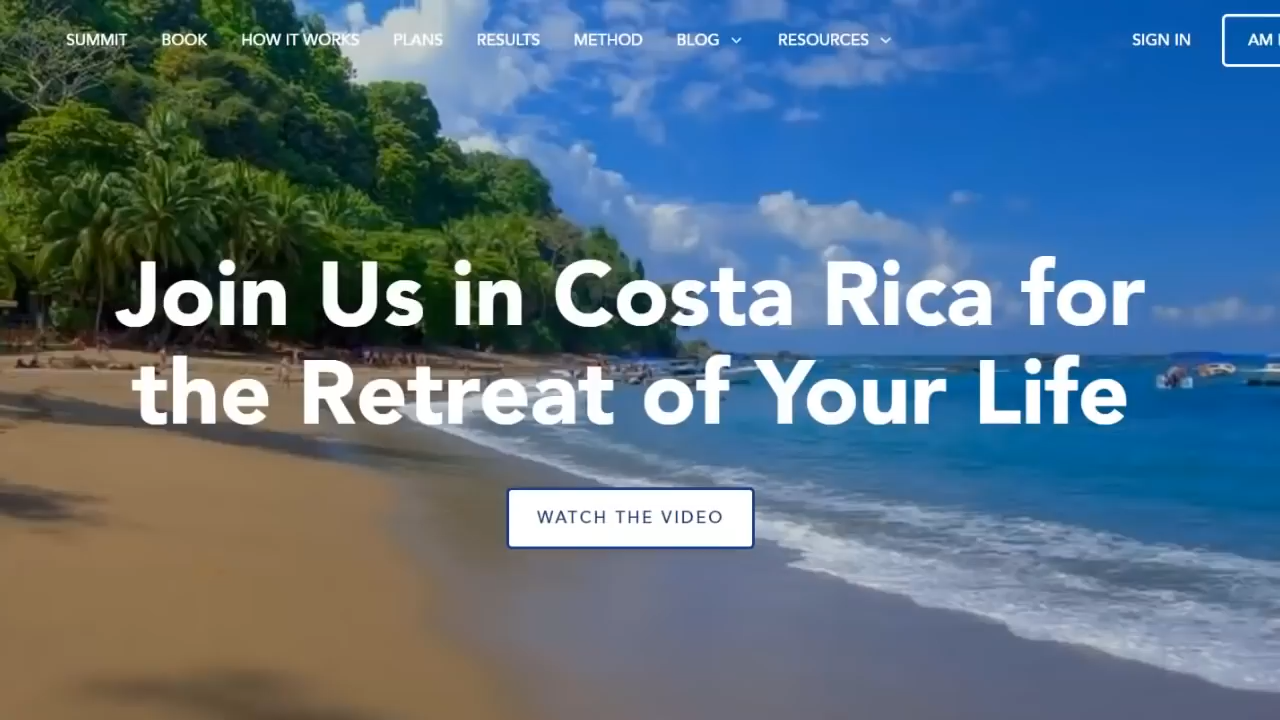 SUMMIT BOOK HOW IT WORKS PLANS RESULTS METHOD BLOG RESOURCES SIGN IN AM
Join Us in Costa Rica for
the Retreat of Your Life
WATCH THE VIDEO